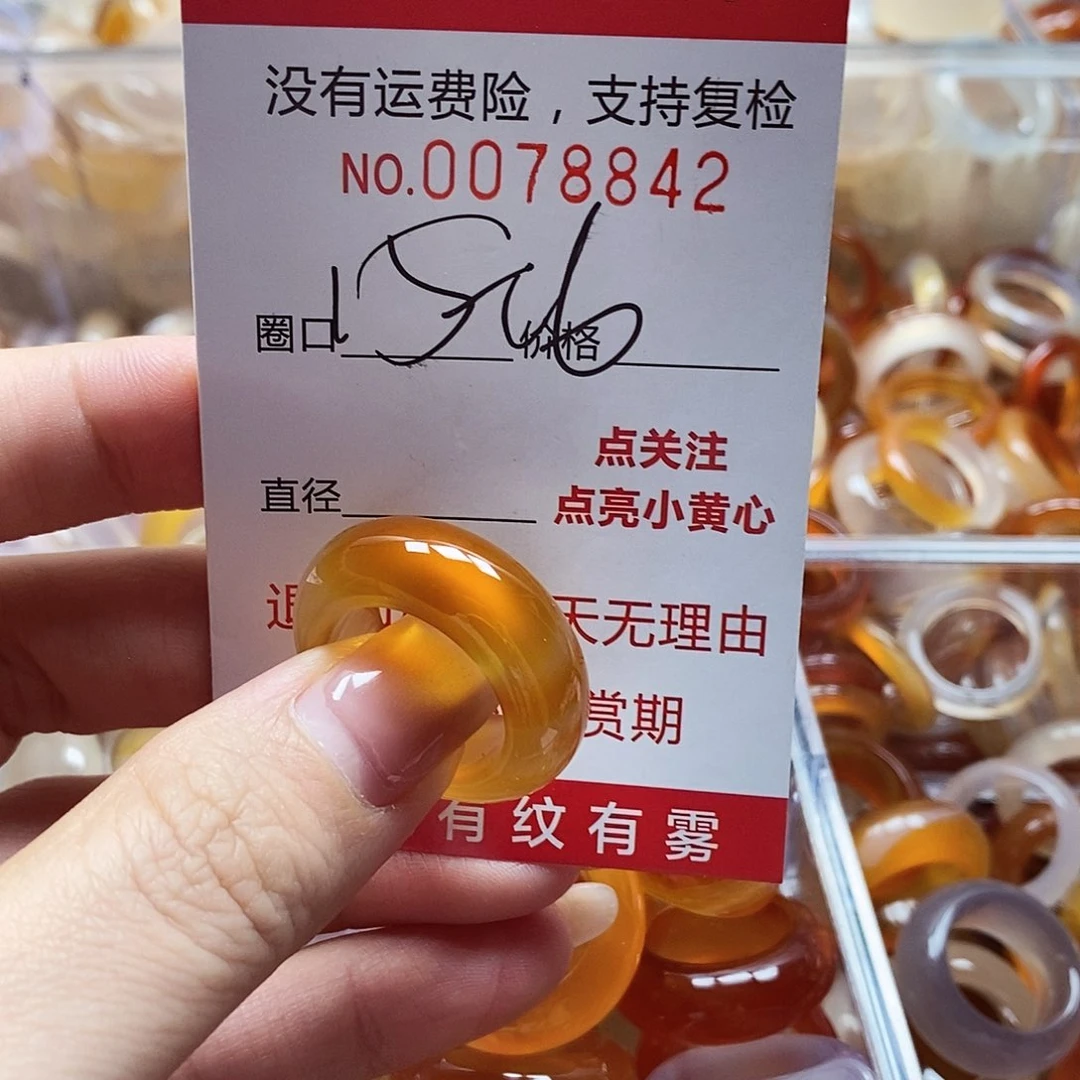 没有运费险，支持复检
NO.0078842
圈口 价格
点关注
直径 点亮小黄心
退 天无理由
赏期
有纹有雾